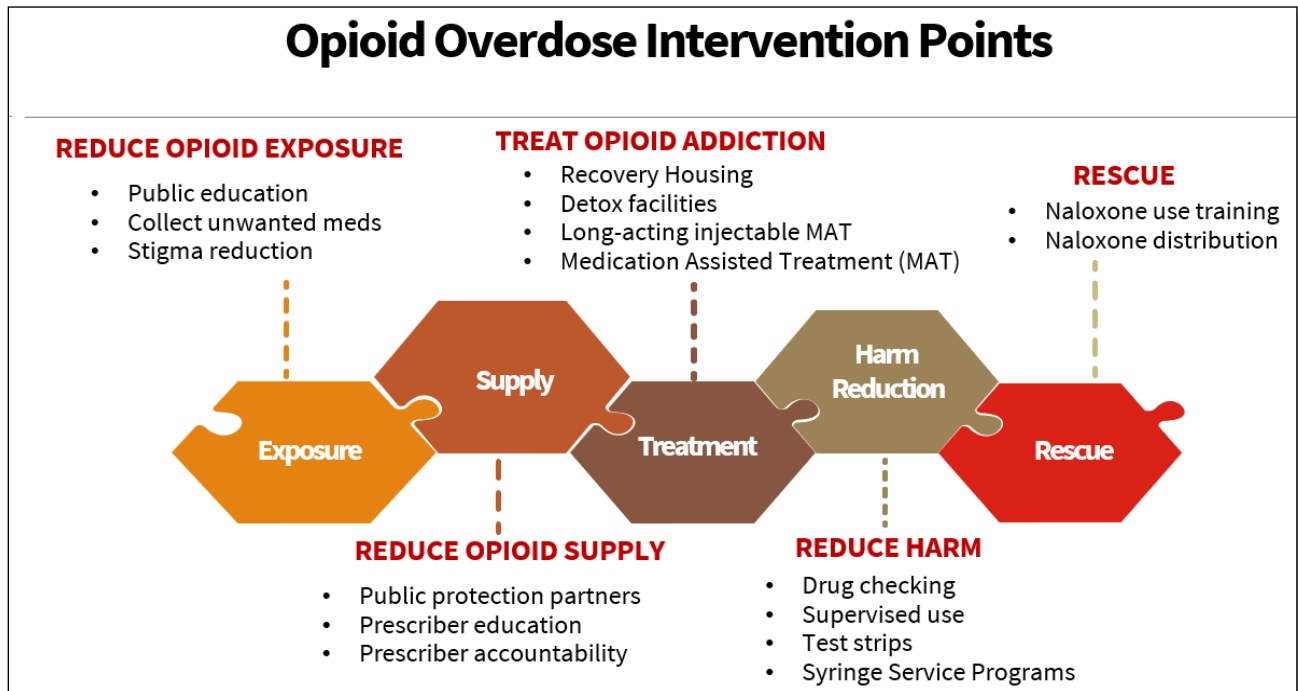 Opioid Overdose Intervention Points
REDUCE OPIOID EXPOSURE
• Public education
• Collect unwanted meds
• Stigma reduction
TREAT OPIOID ADDICTION
• Recovery Housing
• Detox facilities
• Long-acting injectable MAT
• Medication Assisted Treatment (MAT)
RESCUE
• Naloxone use training
• Naloxone distribution
Exposure
Supply
Treatment
Harm
Reduction
Rescue
REDUCE OPIOID SUPPLY
• Public protection partners
• Prescriber education
• Prescriber accountability
REDUCE HARM
• Drug checking
• Supervised use
• Test strips
• Syringe Service Programs